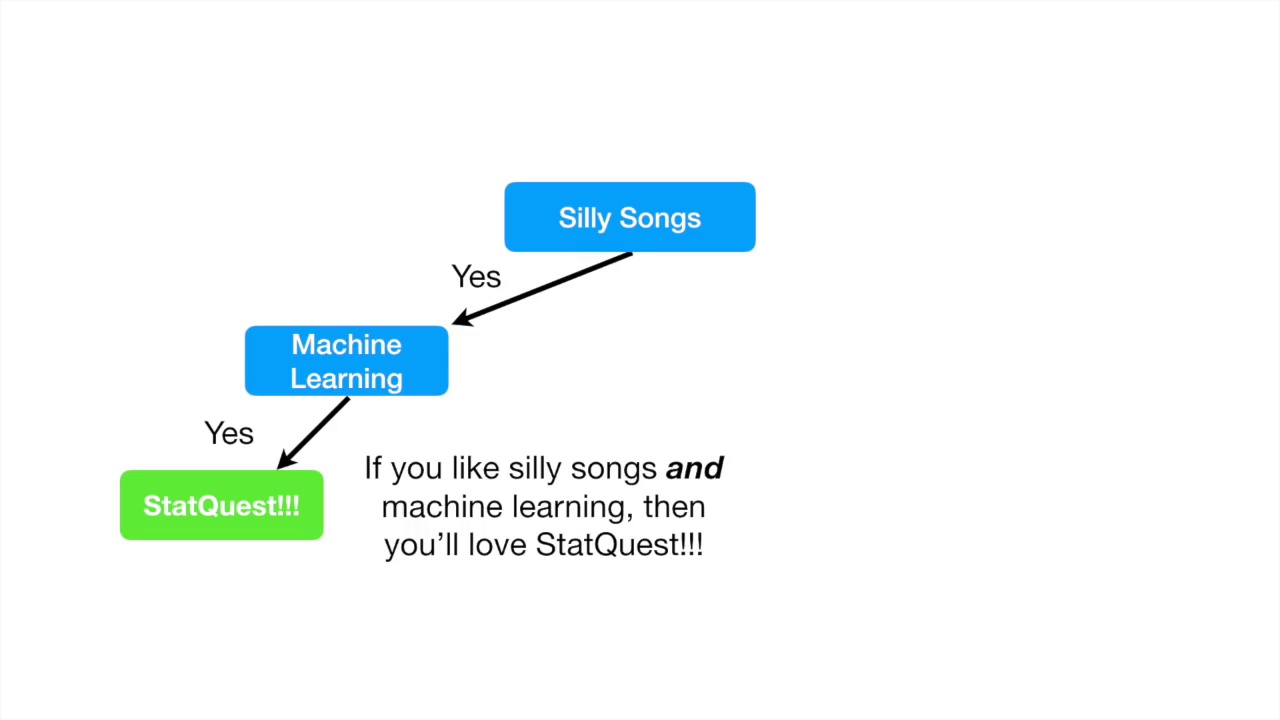 Silly Songs
Yes
Machine
Learning
Yes
StatQuest!!!
If you like silly songs and
machine learning, then
you’ll love StatQuest!!!